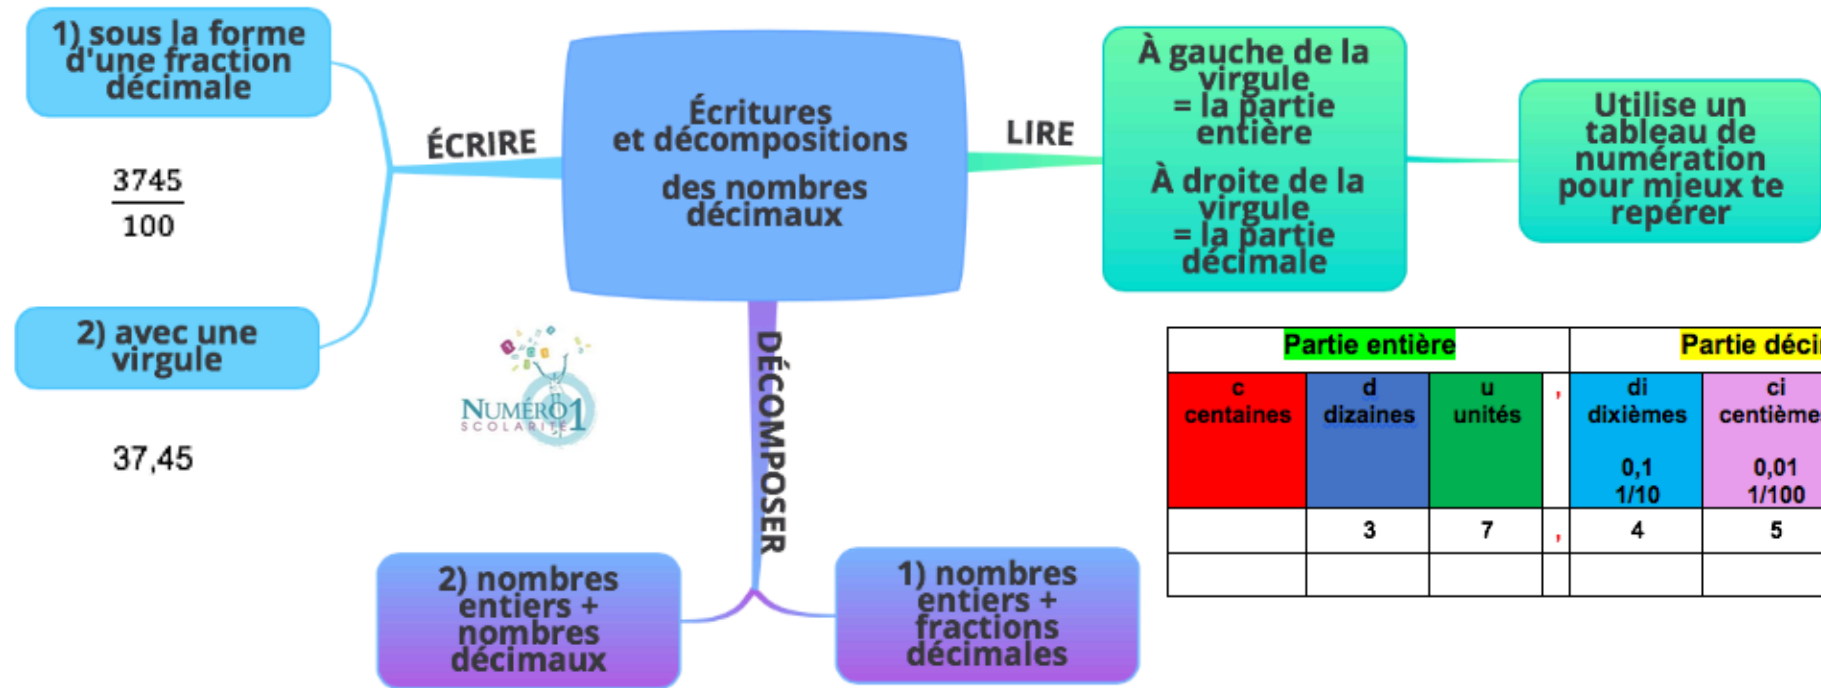 1) sous la forme
d'une fraction
décimale
3745
100
2) avec une
virgule
37,45
ÉCRIRE
Écritures
et décompositions
des nombres
décimaux
LIRE
À gauche de la
virgule
= la partie
entière
À droite de la
virgule
= la partie
décimale
Utilise un
tableau de
numération
pour mieux te
repérer
NUMÉRO1
SCOLARITÉ
DÉCOMPOSER
2) nombres
entiers +
nombres
décimaux
1) nombres
entiers +
fractions
décimales
Partie entière Partie déci
c d u , di ci
centaines dizaines unités dixièmes centième
0,1 0,01
1/10 1/100
3 7 , 4 5